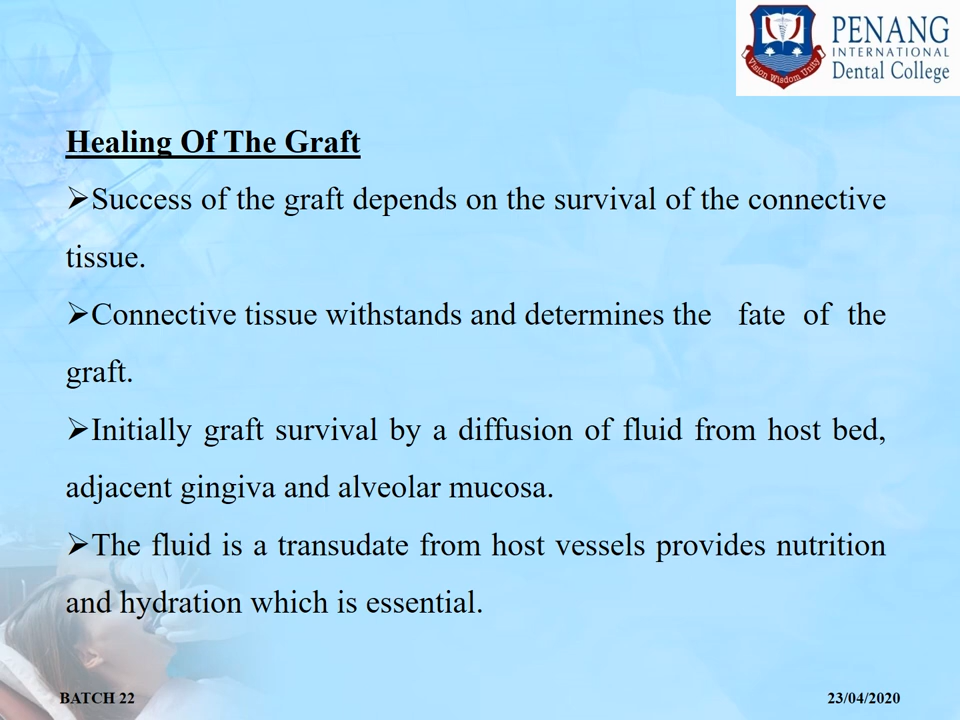 PENANG
INTERNATIONAL
Dental College
Vision Wisdom Unity
Healing Of The Graft
➢Success of the graft depends on the survival of the connective
tissue.
➢Connective tissue withstands and determines the fate of the
graft.
➢Initially graft survival by a diffusion of fluid from host bed,
adjacent gingiva and alveolar mucosa.
➢The fluid is a transudate from host vessels provides nutrition
and hydration which is essential.
BATCH 22
23/04/2020